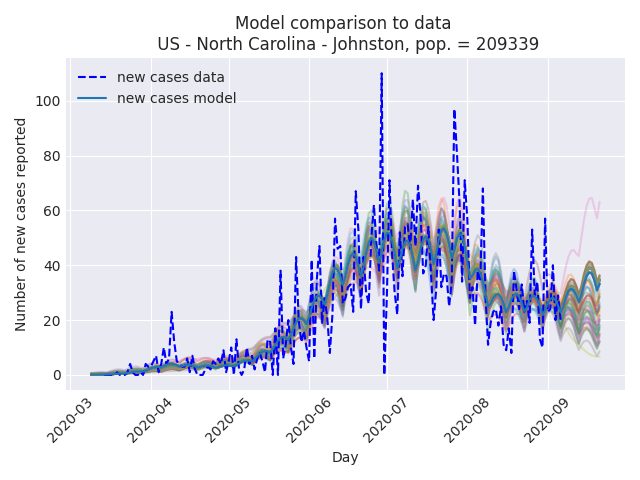 Model comparison to data
US - North Carolina - Johnston, pop. = 209339
new cases data
new cases model
Number of new cases reported
100
80
60
40
20
0
2020-03
2020-04
2020-05
2020-06
2020-07
2020-08
2020-09
Day